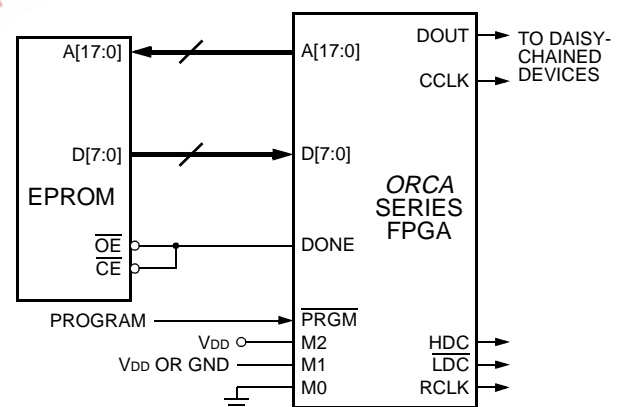 A[17:0]
D[7:0]
EPROM
OE
CE
PROGRAM
VDD
VDD OR GND
A[17:0]
D[7:0]
DONE
PRGM
M2
M1
M0
ORCA
SERIES
FPGA
DOUT
CCLK
HDC
LDC
RCLK
TO DAISY-
CHAINED
DEVICES